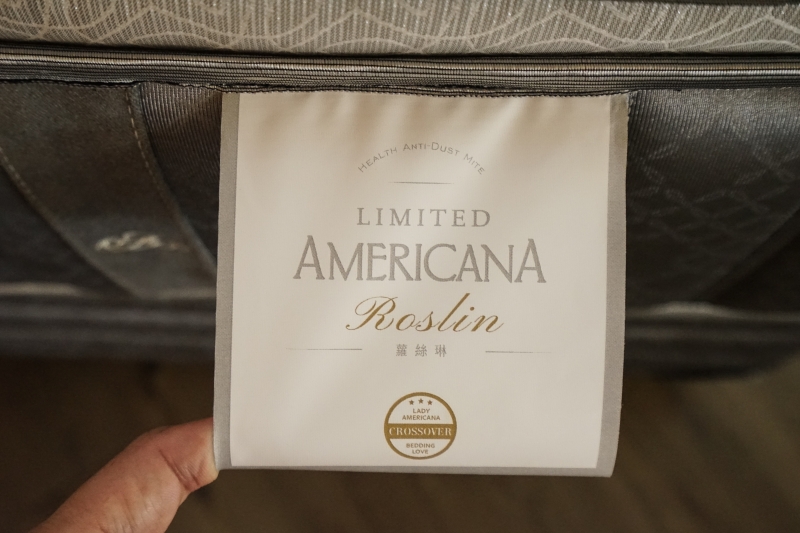 HEALTH ANTI-DUST MITE
LIMITED
AMERICANA
Roslin
蘿絲琳
LADY
AMERICANA
CROSSOVER
BEDDING
LOVE